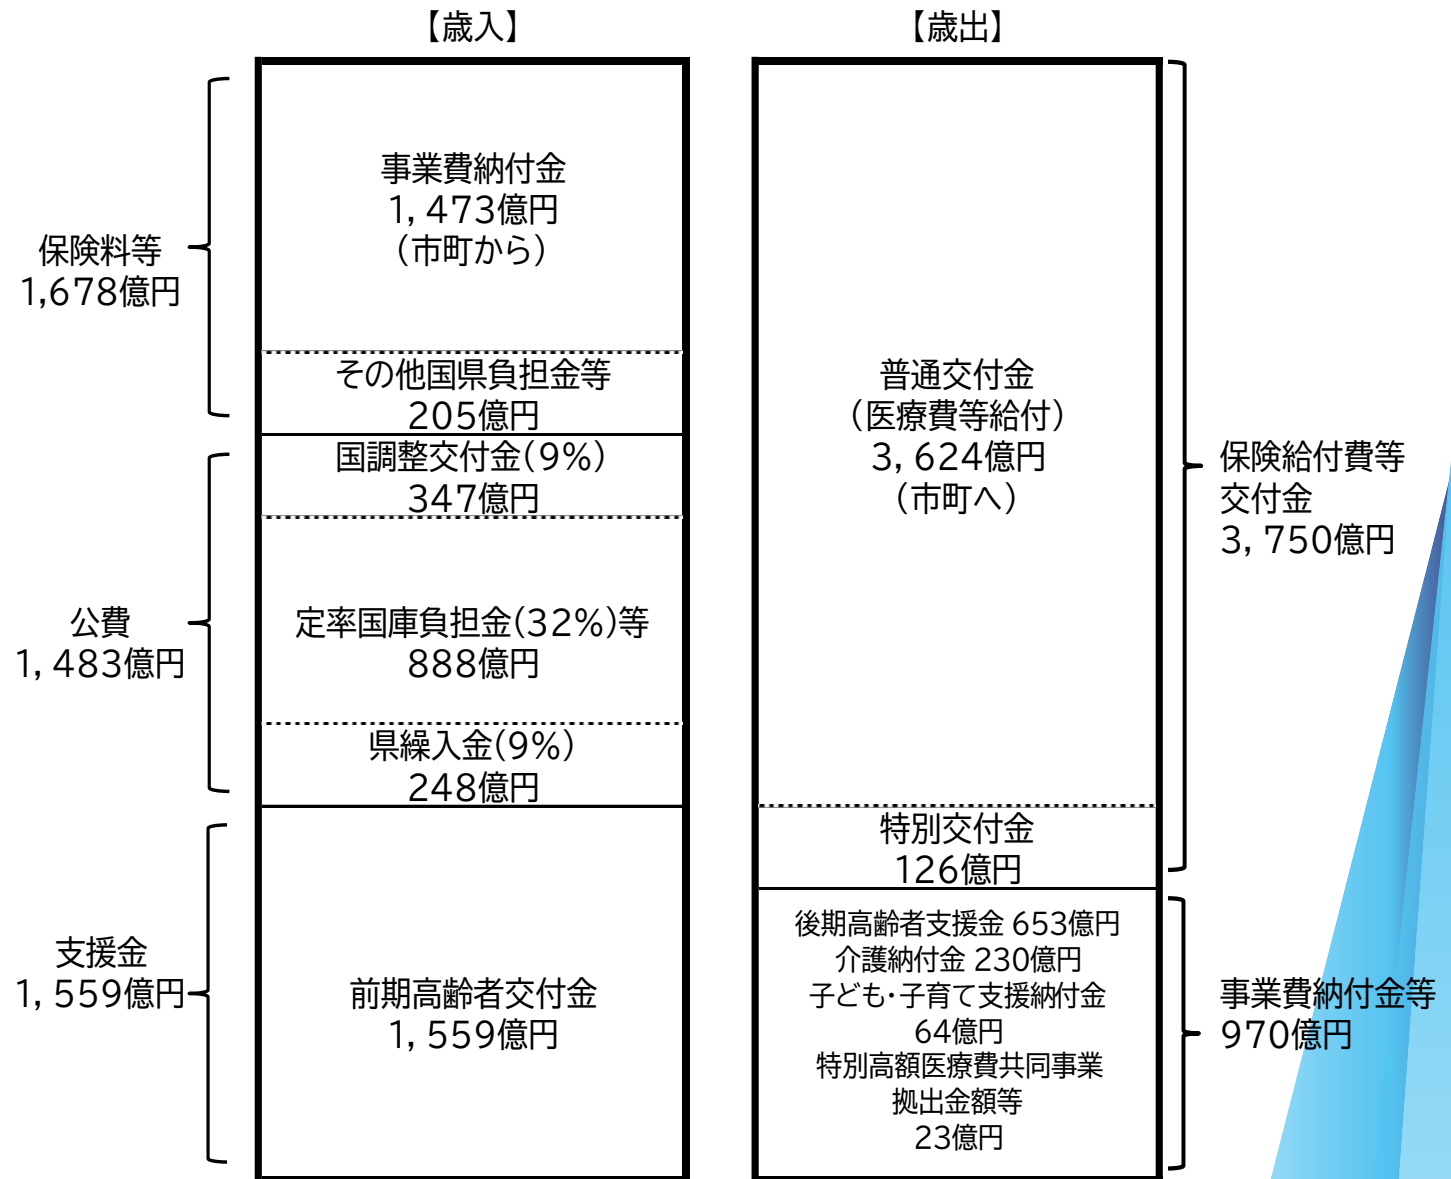 【歳入】
保険料等
1,678億円
事業費納付金
1,473億円
(市町から)
その他国県負担金等
205億円
公費
1,483億円
国調整交付金(9%)
347億円
定率国庫負担金(32%)等
888億円
県繰入金(9%)
248億円
支援金
1,559億円
前期高齢者交付金
1,559億円
【歳出】
普通交付金
(医療費等給付)
3,624億円
(市町へ)
特別交付金
126億円
保険給付費等
交付金
3,750億円
後期高齢者支援金 653億円
介護納付金 230億円
子ども・子育て支援納付金
64億円
特別高額医療費共同事業
拠出金額等
23億円
事業費納付金等
970億円